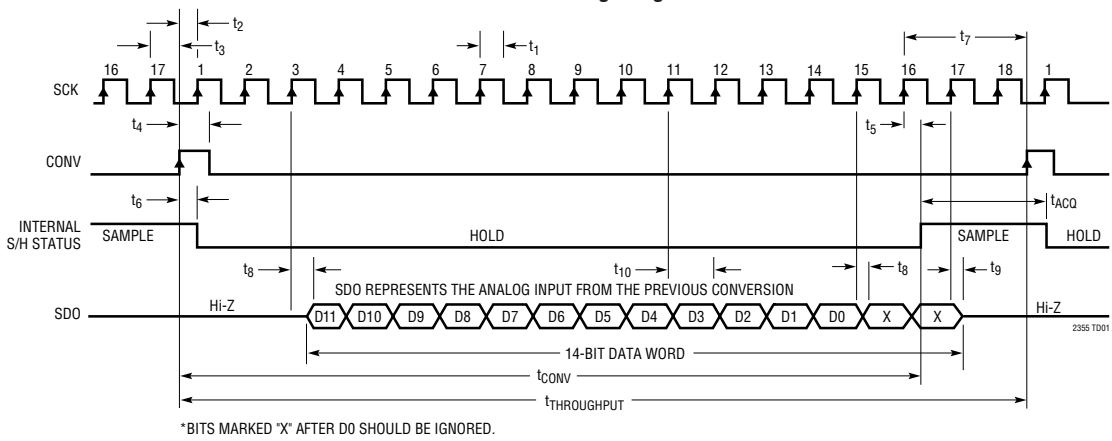 t2
t3
t1
t7
16 17 1 2 3 4 5 6 7 8 9 10 11 12 13 14 15 16 17 18 1
SCK
t4
t5
CONV
t6
tACQ
INTERNAL
S/H STATUS
SAMPLE HOLD SAMPLE HOLD
t8 t10 t8 t9
SDO REPRESENTS THE ANALOG INPUT FROM THE PREVIOUS CONVERSION
SDO Hi-Z D11 D10 D9 D8 D7 D6 D5 D4 D3 D2 D1 D0 X X Hi-Z
2355 TD01
14-BIT DATA WORD
tCONV
tTHROUGHPUT
*BITS MARKED "X" AFTER D0 SHOULD BE IGNORED.